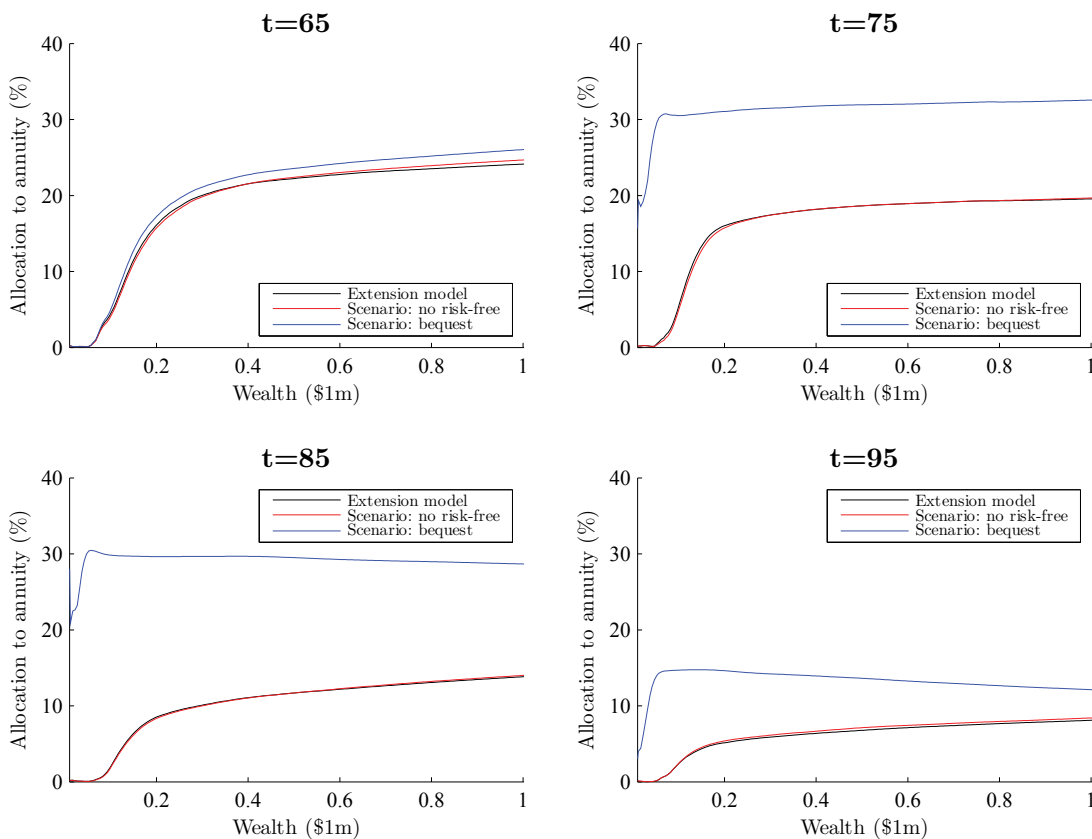 t=65
40
30
20
10
0
Allocation to annuity (%)
Extension model
Scenario: no risk-free
Scenario: bequest
0.2 0.4 0.6 0.8 1
Wealth ($1m)
t=75
40
30
20
10
0
Allocation to annuity (%)
Extension model
Scenario: no risk-free
Scenario: bequest
0.2 0.4 0.6 0.8 1
Wealth ($1m)
t=85
40
30
20
10
0
Allocation to annuity (%)
Extension model
Scenario: no risk-free
Scenario: bequest
0.2 0.4 0.6 0.8 1
Wealth ($1m)
t=95
40
30
20
10
0
Allocation to annuity (%)
Extension model
Scenario: no risk-free
Scenario: bequest
0.2 0.4 0.6 0.8 1
Wealth ($1m)